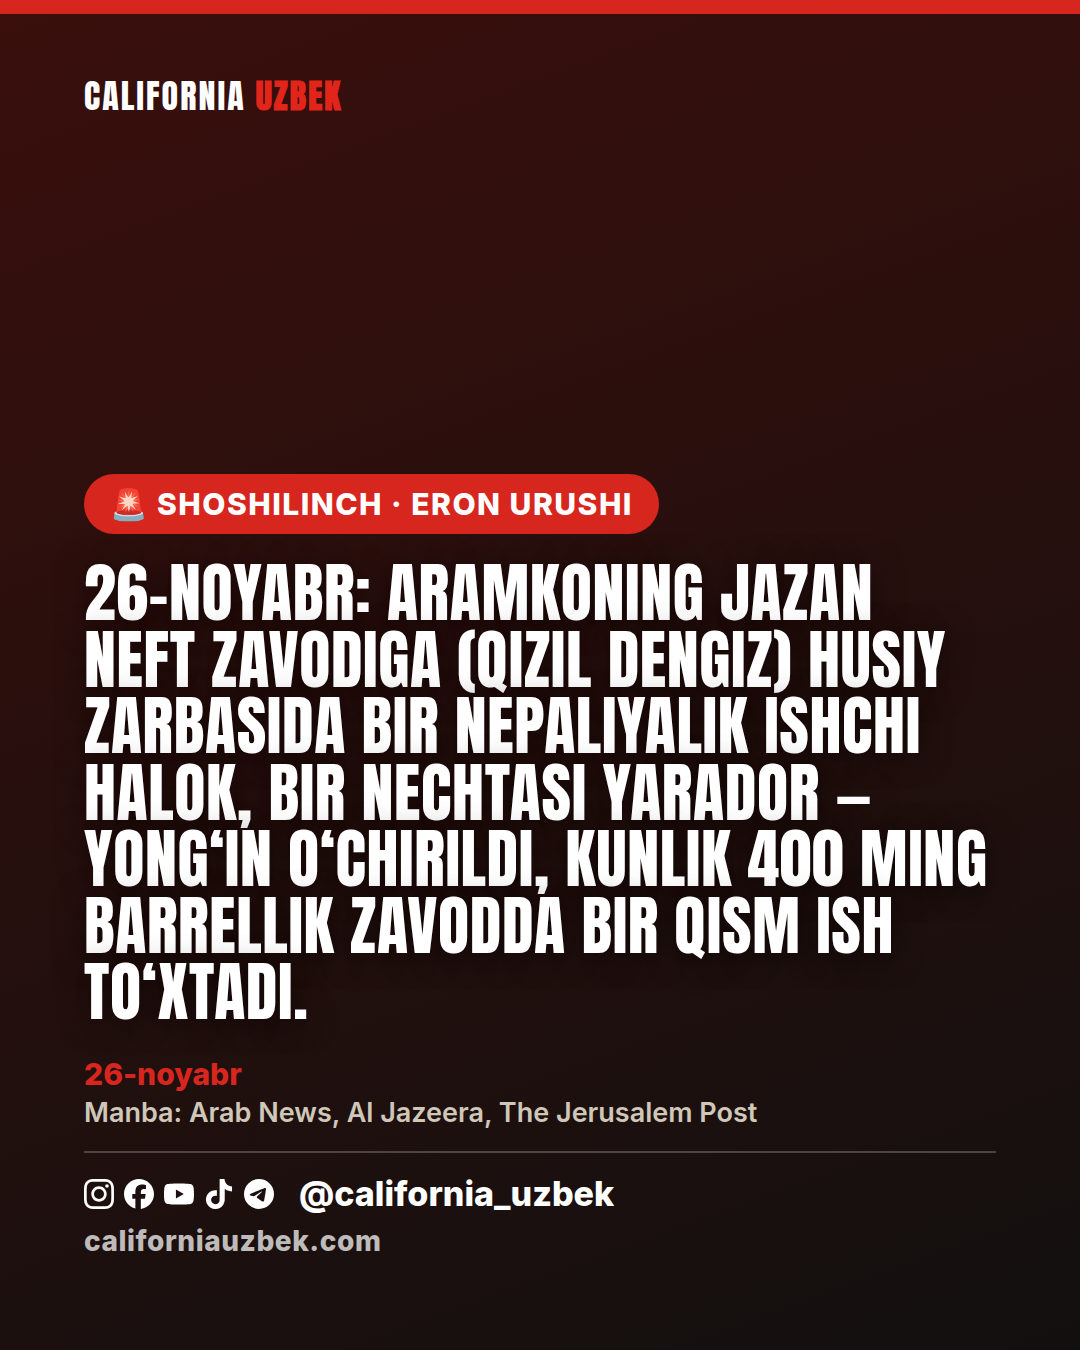 CALIFORNIA UZBEK
🚨 SHOSHILINCH · ERON URUSHI
26-NOYABR: ARAMKONING JAZAN
NEFT ZAVODIGA (QIZIL DENGIZ) HUSIY
ZARBASIDA BIR NEPALIYALIK ISHCHI
HALOK, BIR NECHTASI YARADOR —
YONG‘IN O‘CHIRILDI, KUNLIK 400 MING
BARRELLIK ZAVODDA BIR QISM ISH
TO‘XTADI.
26-noyabr
Manba: Arab News, Al Jazeera, The Jerusalem Post
@california_uzbek
californiauzbek.com